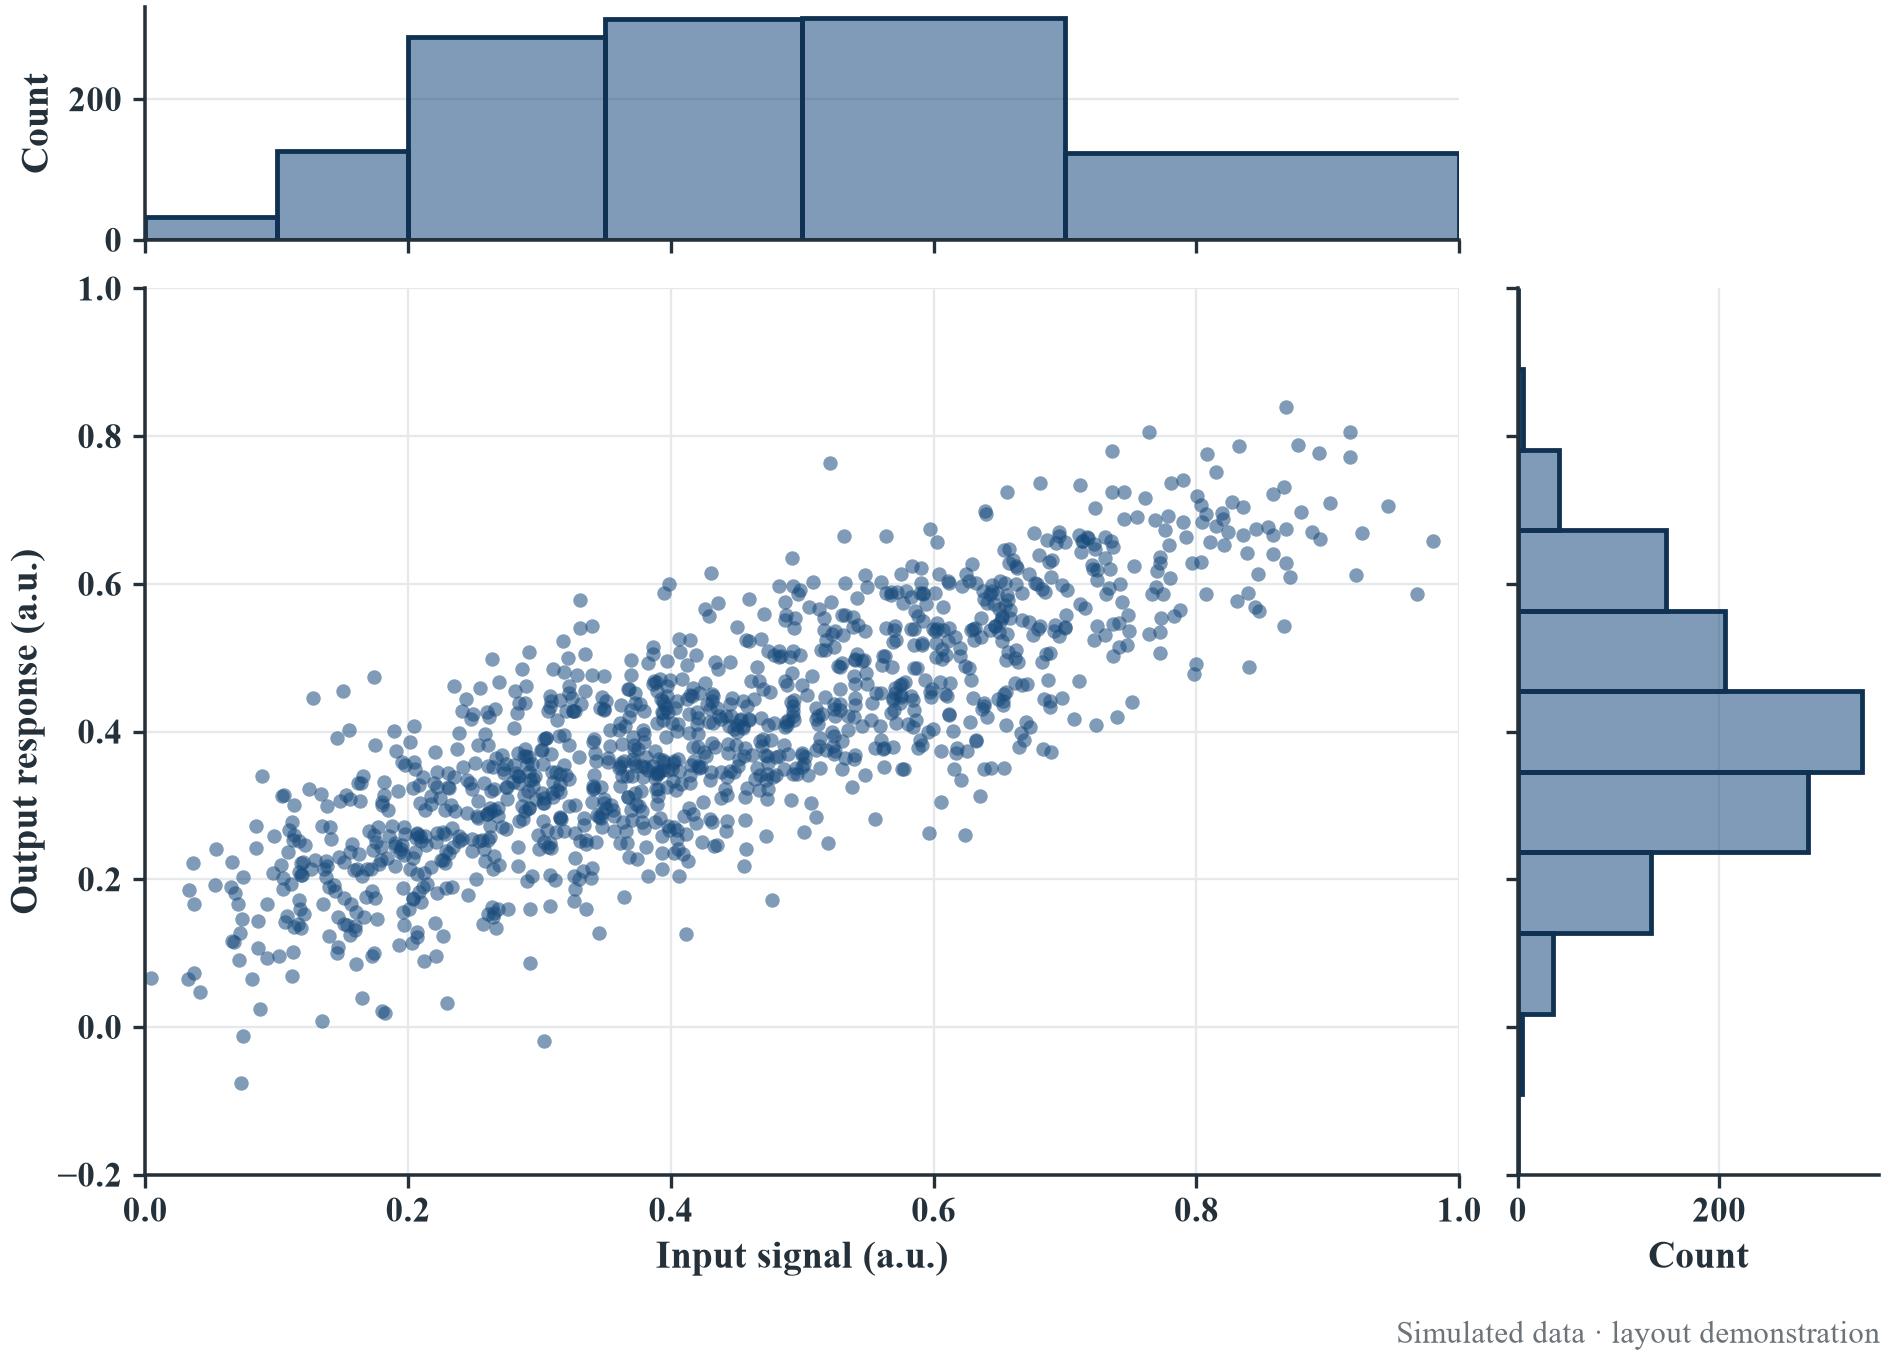 Count
200
0
1.0
0.8
0.6
0.4
0.2
0.0
−0.2
Output response (a.u.)
0.0 0.2 0.4 0.6 0.8 1.0
Input signal (a.u.)
0 200
Count
Simulated data · layout demonstration